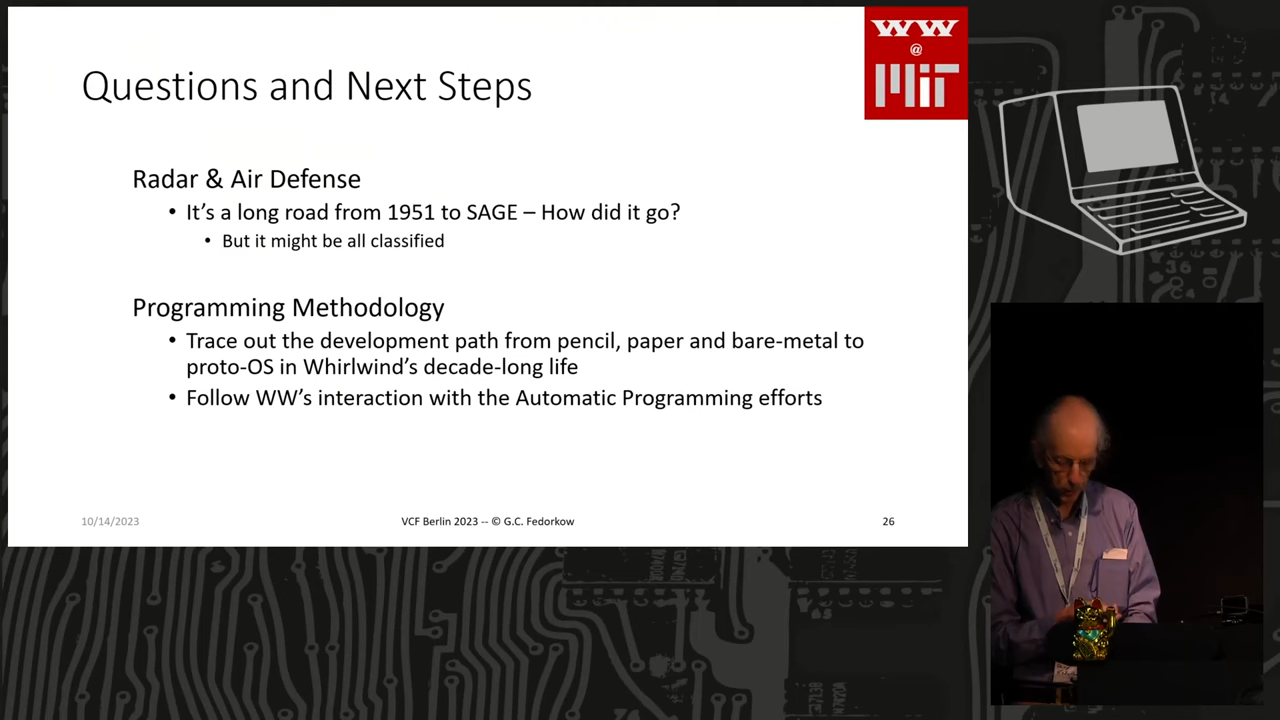 Questions and Next Steps
WW
@
MIT
Radar & Air Defense
• It’s a long road from 1951 to SAGE – How did it go?
• But it might be all classified
Programming Methodology
• Trace out the development path from pencil, paper and bare-metal to
proto-OS in Whirlwind’s decade-long life
• Follow WW’s interaction with the Automatic Programming efforts
10/14/2023
VCF Berlin 2023 -- © G.C. Fedorkow
26